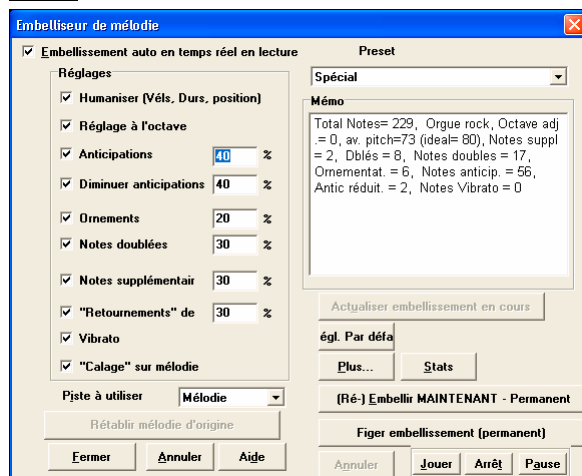 Embelliseur de mélodie
Embellissement auto en temps réel en lecture
Preset
Spécial
Réglages
Humaniser (Véls, Durs, position)
Réglage à l'octave
Anticipations 40 %
Diminuer anticipations 40 %
Ornements 20 %
Notes doublées 30 %
Notes supplémentair 30 %
"Retournements" de 30 %
Vibrato
"Calage" sur mélodie
Piste à utiliser Mélodie
Rétablir mélodie d'origine
Fermer Annuler Aide
Mémo
Total Notes= 229, Orgue rock, Octave adj
.= 0, av. pitch=73 (ideal= 80), Notes suppl
= 2, Dblés = 8, Notes doubles = 17,
Ornementat. = 6, Notes anticip. = 56,
Antic réduit. = 2, Notes Vibrato = 0
Actualiser embellissement en cours
égl. Par défa
Plus... Stats
(Ré-) Embellir MAINTENANT - Permanent
Figer embellissement (permanent)
Annuler Jouer Arrêt Pause